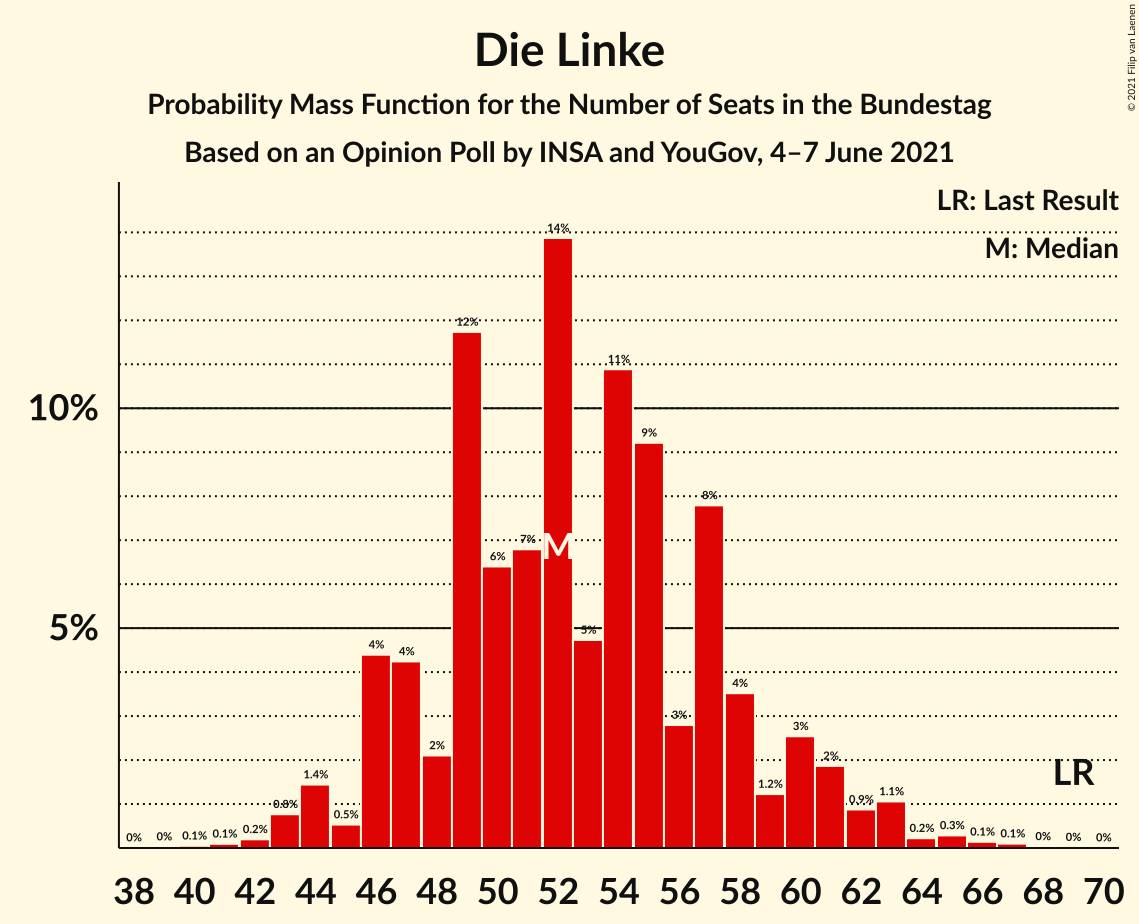 © 2021 Filip van Laenen
Die Linke
Probability Mass Function for the Number of Seats in the Bundestag
Based on an Opinion Poll by INSA and YouGov, 4–7 June 2021
LR: Last Result
M: Median
10%
5%
0% 0% 0.1% 0.1% 0.2% 0.8% 1.4% 0.5% 4% 4% 2% 12% 6% 7% 14% 5% 11% 9% 3% 8% 4% 1.2% 3% 2% 0.9% 1.1% 0.2% 0.3% 0.1% 0.1% 0% 0% 0%
M
LR
38 40 42 44 46 48 50 52 54 56 58 60 62 64 66 68 70